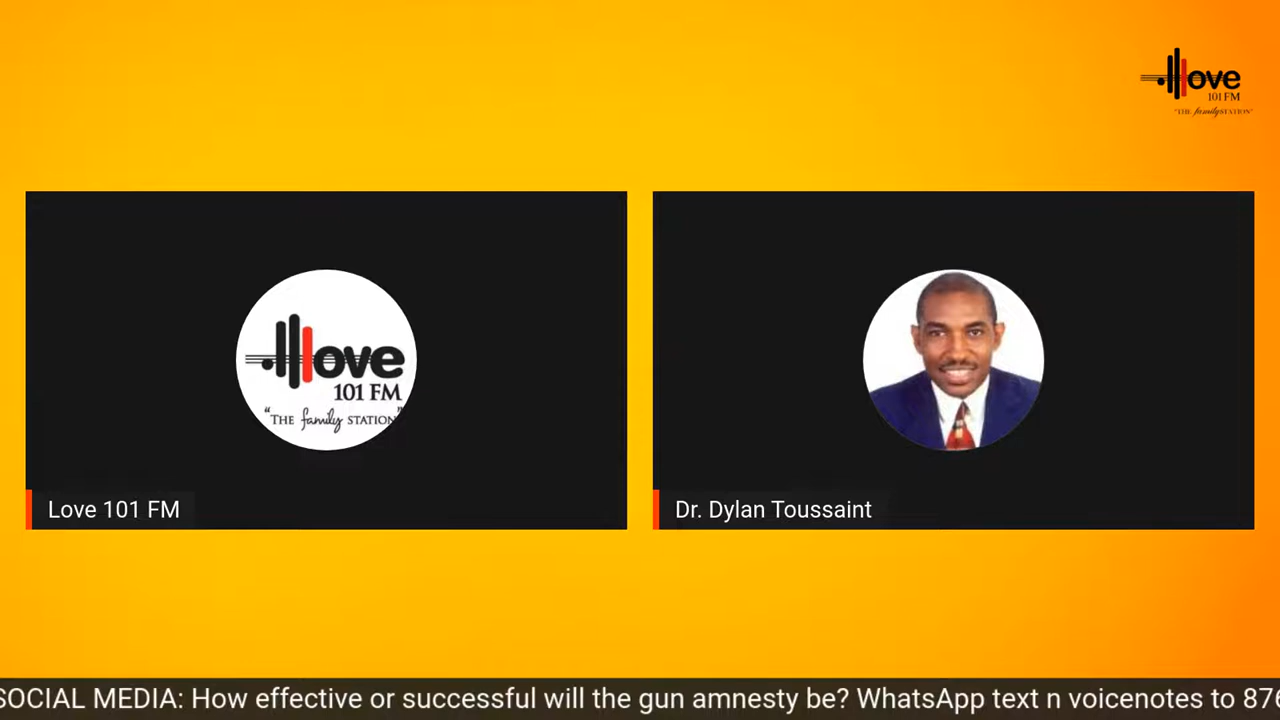 love
101 FM
"THE family STATION"
love
101 FM
"THE family STATION"
Love 101 FM
Dr. Dylan Toussaint
SOCIAL MEDIA: How effective or successful will the gun amnesty be? WhatsApp text n voicenotes to 876